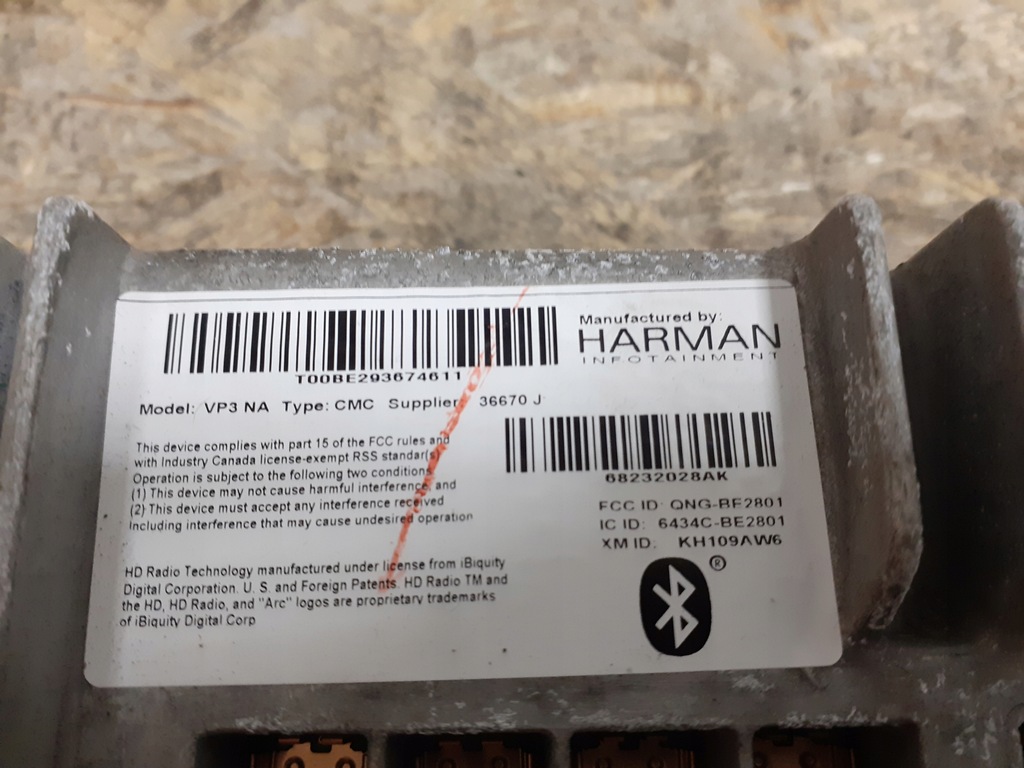 T00BE293674611
Manufactured by:
HARMAN
INFOTAINMENT
Model: VP3 NA Type: CMC Supplier 36670 J
68232028AK
This device complies with part 15 of the FCC rules and
with Industry Canada license-exempt RSS standar(s)
Operation is subject to the following two conditions
(1) This device may not cause harmful interference, and
(2) This device must accept any interference received
Including interference that may cause undesired operation
FCC ID: QNG-BE2801
IC ID: 6434C-BE2801
XM ID: KH109AW6
®
HD Radio Technology manufactured under license from iBiquity
Digital Corporation. U. S. and Foreign Patents. HD Radio TM and
the HD, HD Radio, and "Arc" logos are proprietary trademarks
of iBiquity Digital Corp